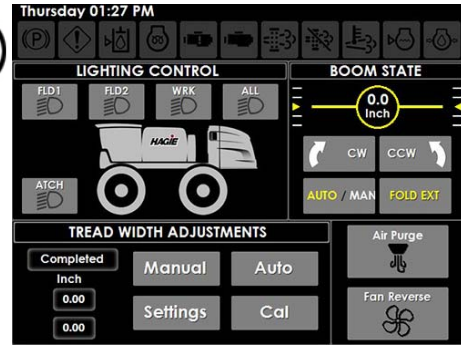 Thursday 01:27 PM
(P)
LIGHTING CONTROL
FLD1 FLD2 WRK ALL
HAGIE
ATCH
BOOM STATE
0.0
Inch
CW CCW
AUTO / MAN FOLD EXT
TREAD WIDTH ADJUSTMENTS
Completed
Inch
0.00
0.00
Manual Auto
Settings Cal
Air Purge
Fan Reverse